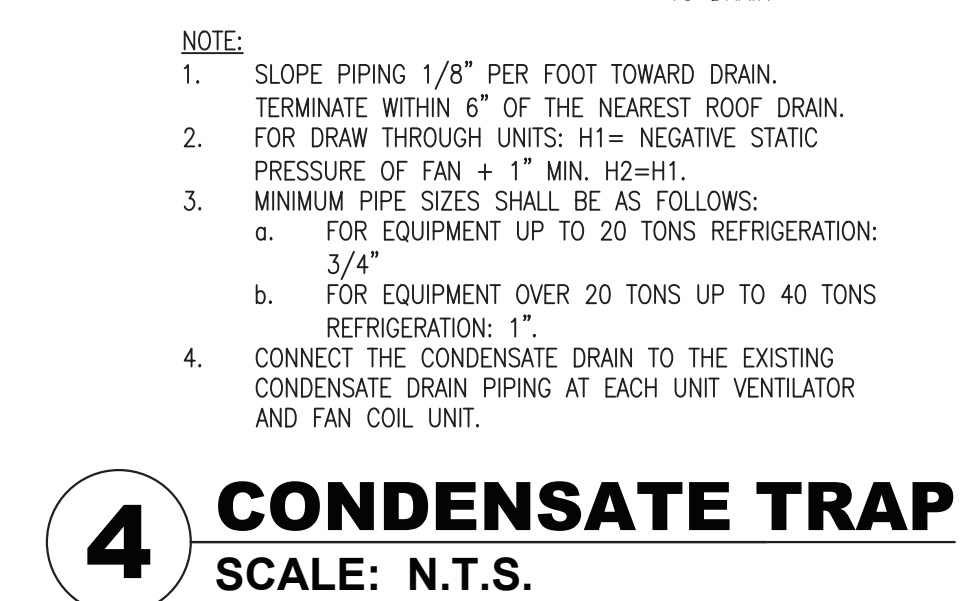 NOTE:
1. SLOPE PIPING 1/8" PER FOOT TOWARD DRAIN.
TERMINATE WITHIN 6" OF THE NEAREST ROOF DRAIN.
2. FOR DRAW THROUGH UNITS: H1= NEGATIVE STATIC
PRESSURE OF FAN + 1" MIN. H2=H1.
3. MINIMUM PIPE SIZES SHALL BE AS FOLLOWS:
a. FOR EQUIPMENT UP TO 20 TONS REFRIGERATION:
3/4"
b. FOR EQUIPMENT OVER 20 TONS UP TO 40 TONS
REFRIGERATION: 1".
4. CONNECT THE CONDENSATE DRAIN TO THE EXISTING
CONDENSATE DRAIN PIPING AT EACH UNIT VENTILATOR
AND FAN COIL UNIT.
4 CONDENSATE TRAP
SCALE: N.T.S.